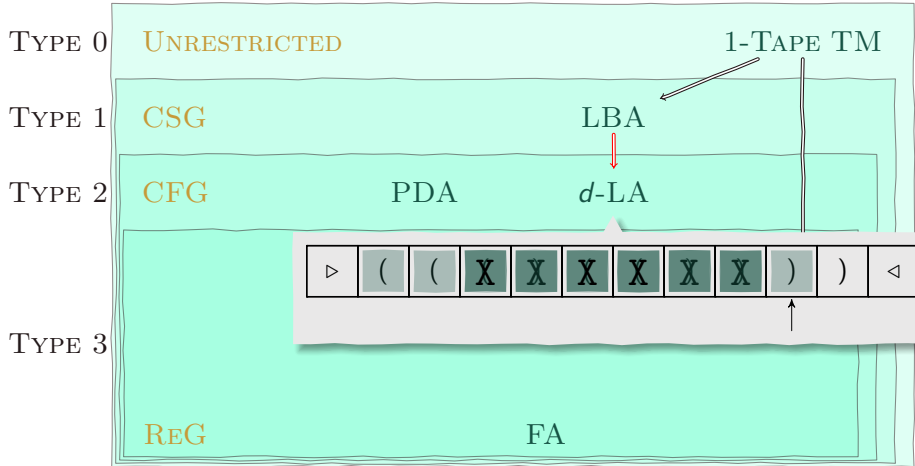 TYPE 0 UNRESTRICTED 1-TAPE TM
TYPE 1 CSG LBA
TYPE 2 CFG PDA d-LA
▷ ( ( X X X X X X ) ) ◁
TYPE 3
REG FA